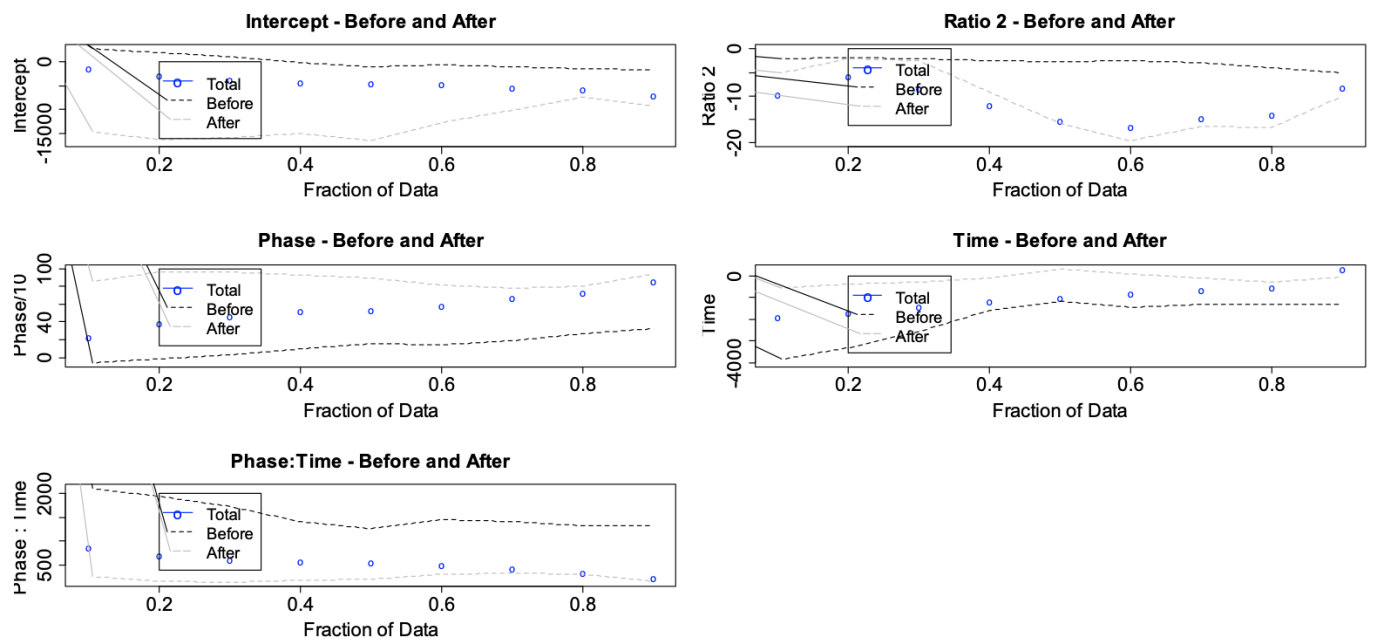 Intercept - Before and After
Intercept
0
-15000
Total
Before
After
0.2 0.4 0.6 0.8
Fraction of Data
Ratio 2 - Before and After
Ratio 2
0
-10
-20
Total
Before
After
0.2 0.4 0.6 0.8
Fraction of Data
Phase - Before and After
Phase/10
100
40
0
Total
Before
After
0.2 0.4 0.6 0.8
Fraction of Data
Time - Before and After
Time
0
-4000
Total
Before
After
0.2 0.4 0.6 0.8
Fraction of Data
Phase:Time - Before and After
Phase : Time
2000
500
Total
Before
After
0.2 0.4 0.6 0.8
Fraction of Data